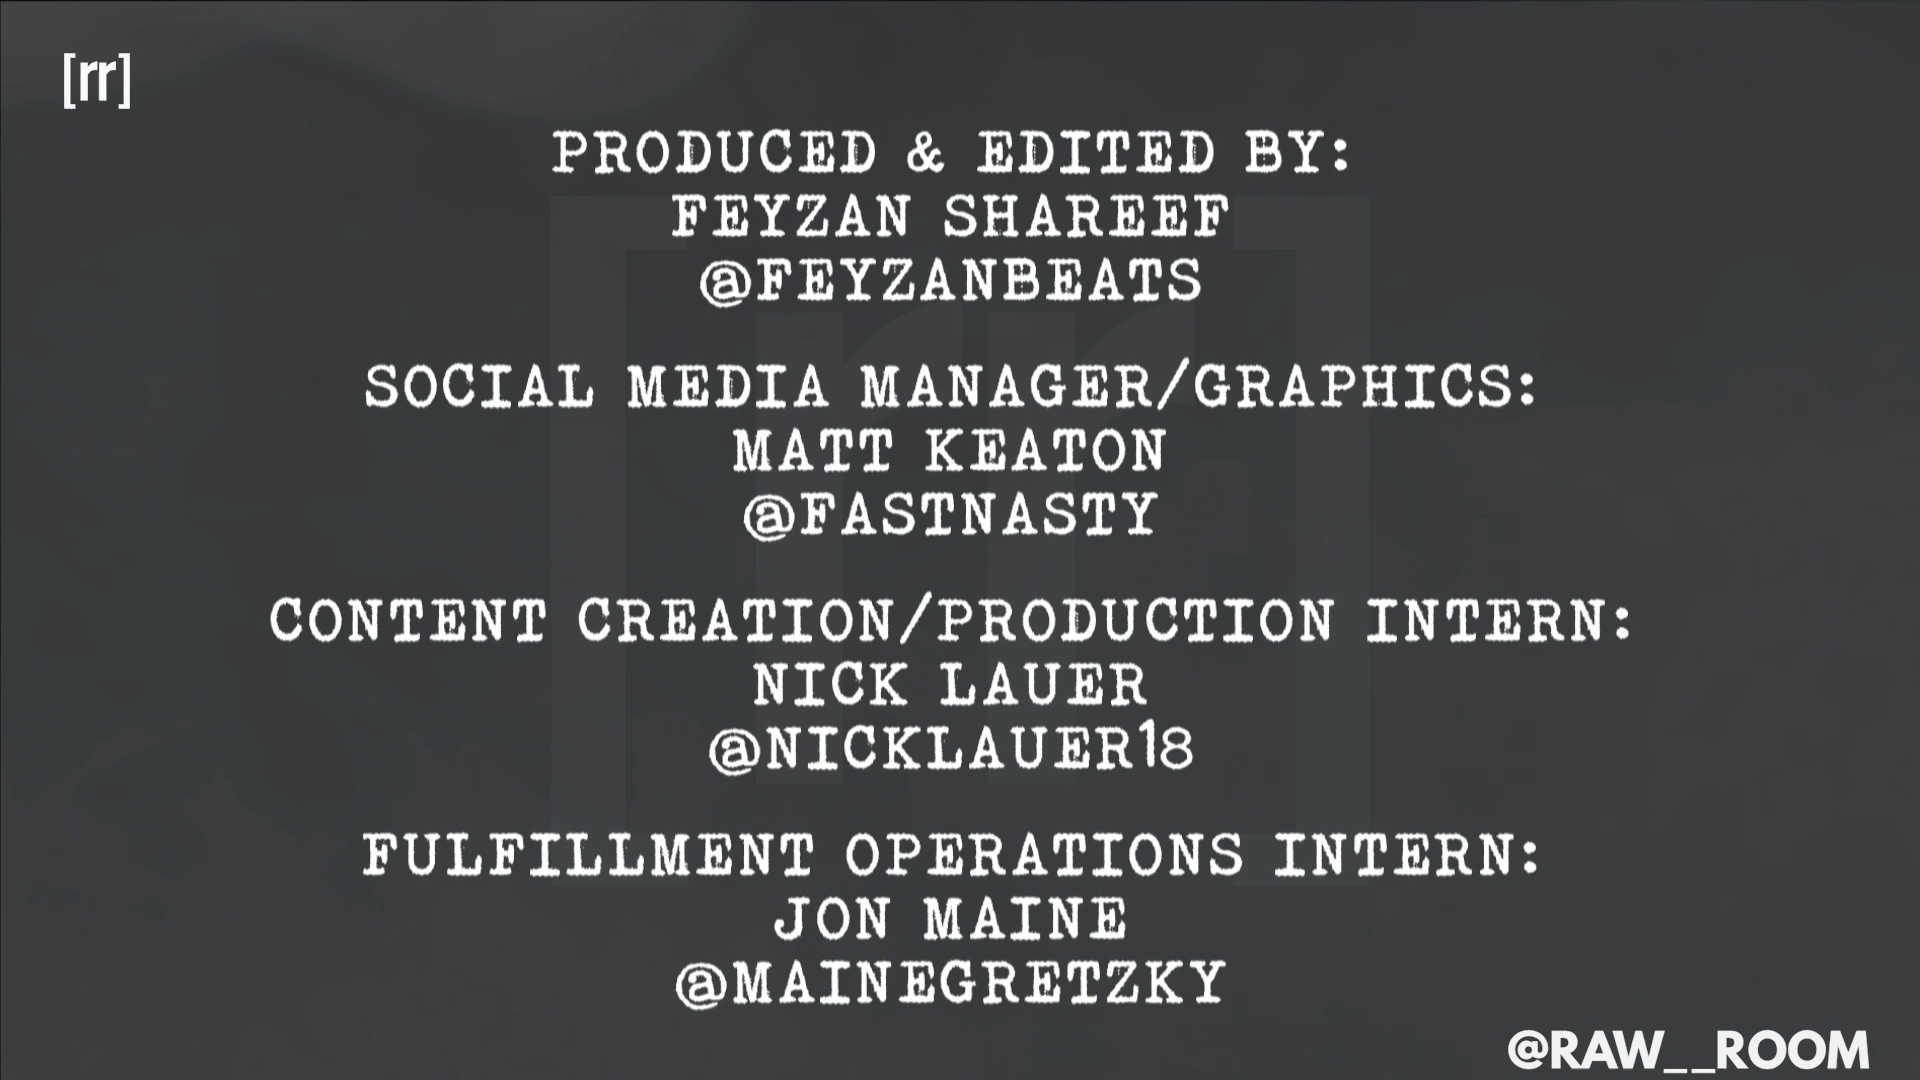 [rr]
PRODUCED & EDITED BY:
FEYZAN SHAREEF
@FEYZANBEATS
SOCIAL MEDIA MANAGER/GRAPHICS:
MATT KEATON
@FASTNASTY
CONTENT CREATION/PRODUCTION INTERN:
NICK LAUER
@NICKLAUER18
FULFILLMENT OPERATIONS INTERN:
JON MAINE
@MAINEGRETZKY
@RAW__ROOM